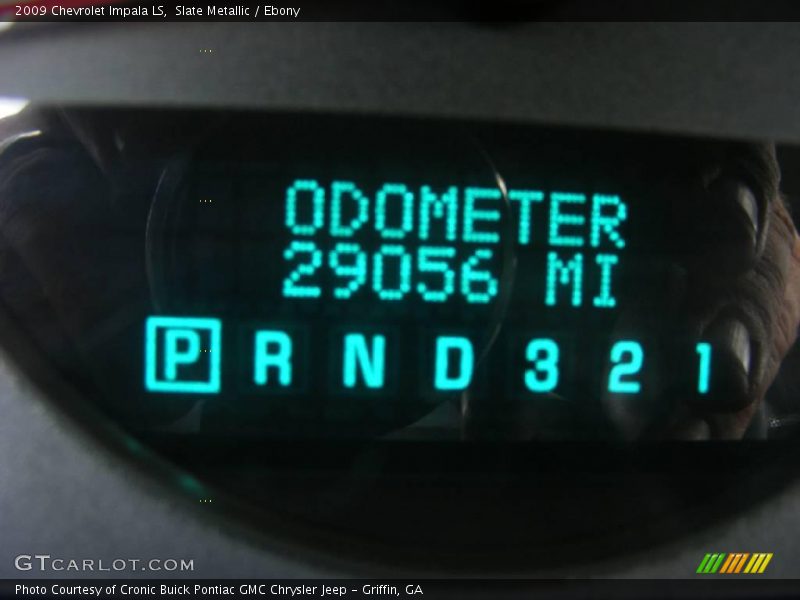 2009 Chevrolet Impala LS, Slate Metallic / Ebony
ODOMETER
29056 MI
P R N D 3 2 1
GTCARLOT.COM
Photo Courtesy of Cronic Buick Pontiac GMC Chrysler Jeep - Griffin, GA